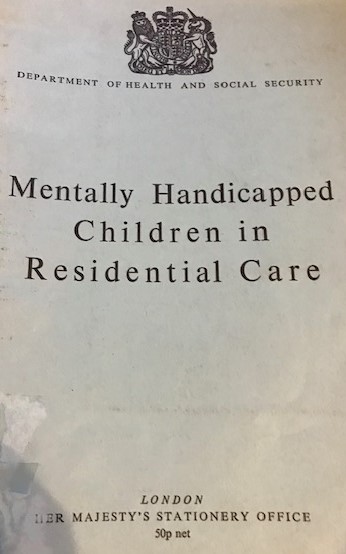 DEPARTMENT OF HEALTH AND SOCIAL SECURITY
Mentally Handicapped
Children in
Residential Care
LONDON
HER MAJESTY'S STATIONERY OFFICE
50p net